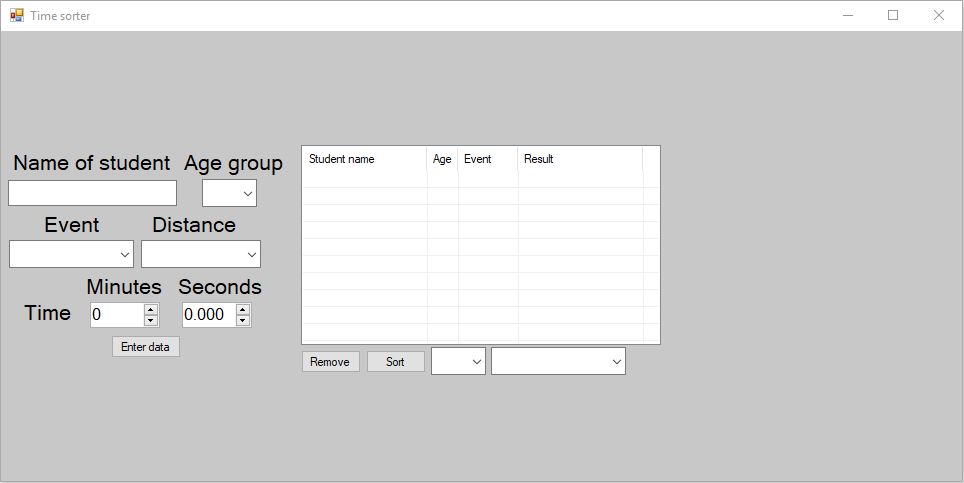 Time sorter
Name of student Age group
Event Distance
Minutes Seconds
Time 0 0.000
Enter data
Student name Age Event Result
Remove Sort